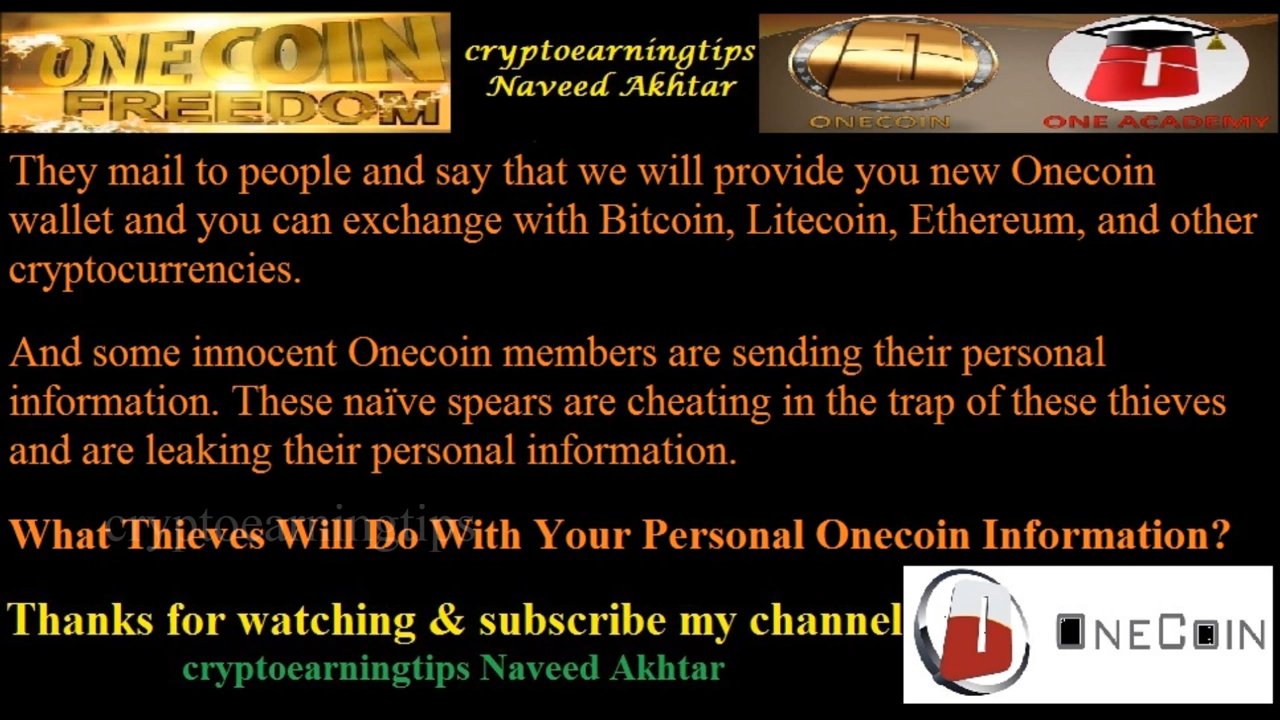 ONE COIN
FREEDOM
cryptoearningtips
Naveed Akhtar
ONECOIN
ONE ACADEMY
They mail to people and say that we will provide you new Onecoin
wallet and you can exchange with Bitcoin, Litecoin, Ethereum, and other
cryptocurrencies.
And some innocent Onecoin members are sending their personal
information. These naïve spears are cheating in the trap of these thieves
and are leaking their personal information.
cryptoearningtips
What Thieves Will Do With Your Personal Onecoin Information?
Thanks for watching & subscribe my channel
cryptoearningtips Naveed Akhtar
ONECOIN